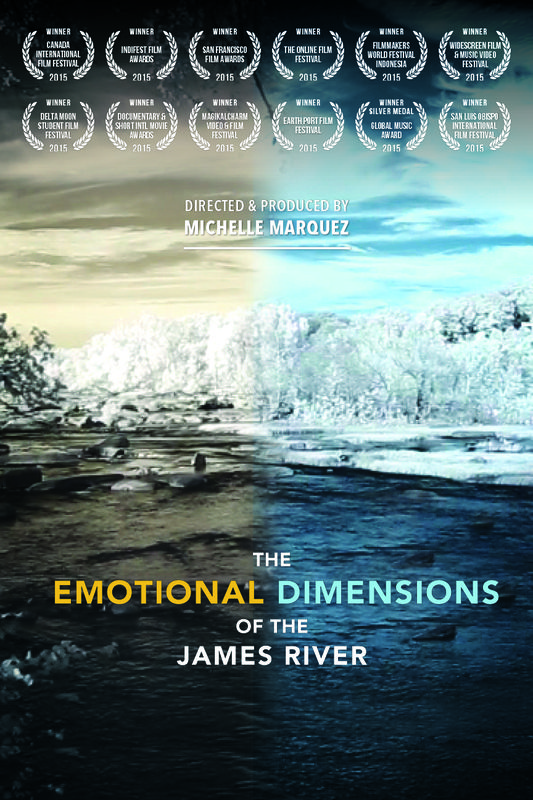 WINNER
CANADA
INTERNATIONAL
FILM FESTIVAL
2015
WINNER
INDIFEST FILM
AWARDS
2015
WINNER
SAN FRANCISCO
FILM AWARDS
2015
WINNER
THE ONLINE FILM
FESTIVAL
2015
WINNER
FILMMAKERS
WORLD FESTIVAL
INDONESIA
2015
WINNER
WIDESCREEN FILM
& MUSIC VIDEO
FESTIVAL
2015
WINNER
DELTA MOON
STUDENT FILM
FESTIVAL
2015
WINNER
DOCUMENTARY &
SHORT INTL MOVIE
AWARDS
2015
WINNER
MAGIKALCHARM
VIDEO & FILM
FESTIVAL
2015
WINNER
EARTH PORT FILM
FESTIVAL
2015
WINNER
SILVER MEDAL
GLOBAL MUSIC
AWARD
2015
WINNER
SAN LUIS OBISPO
INTERNATIONAL
FILM FESTIVAL
2015
DIRECTED & PRODUCED BY
MICHELLE MARQUEZ
THE
EMOTIONAL DIMENSIONS
OF THE
JAMES RIVER